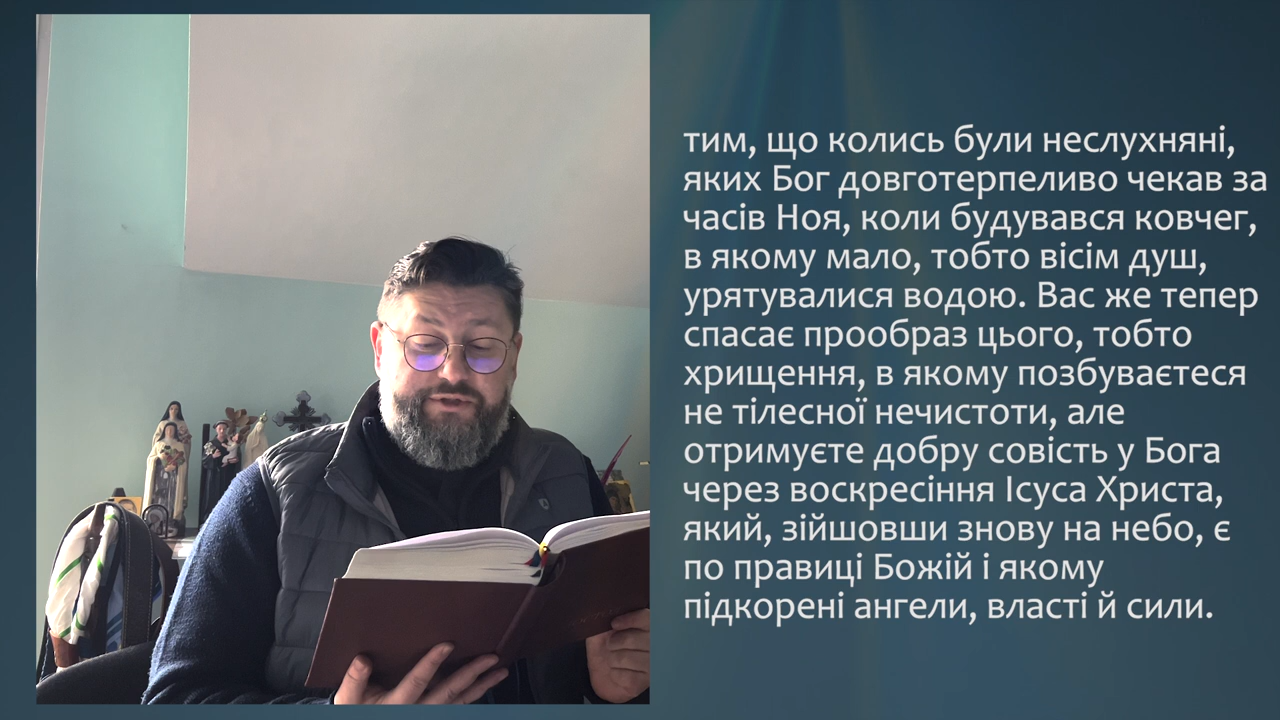 тим, що колись були неслухняні,
яких Бог довготерпеливо чекав за
часів Ноя, коли будувався ковчег,
в якому мало, тобто вісім душ,
урятувалися водою. Вас же тепер
спасає прообраз цього, тобто
хрищення, в якому позбуваєтеся
не тілесної нечистоти, але
отримуєте добру совість у Бога
через воскресіння Ісуса Христа,
який, зійшовши знову на небо, є
по правиці Божій і якому
підкорені ангели, власті й сили.